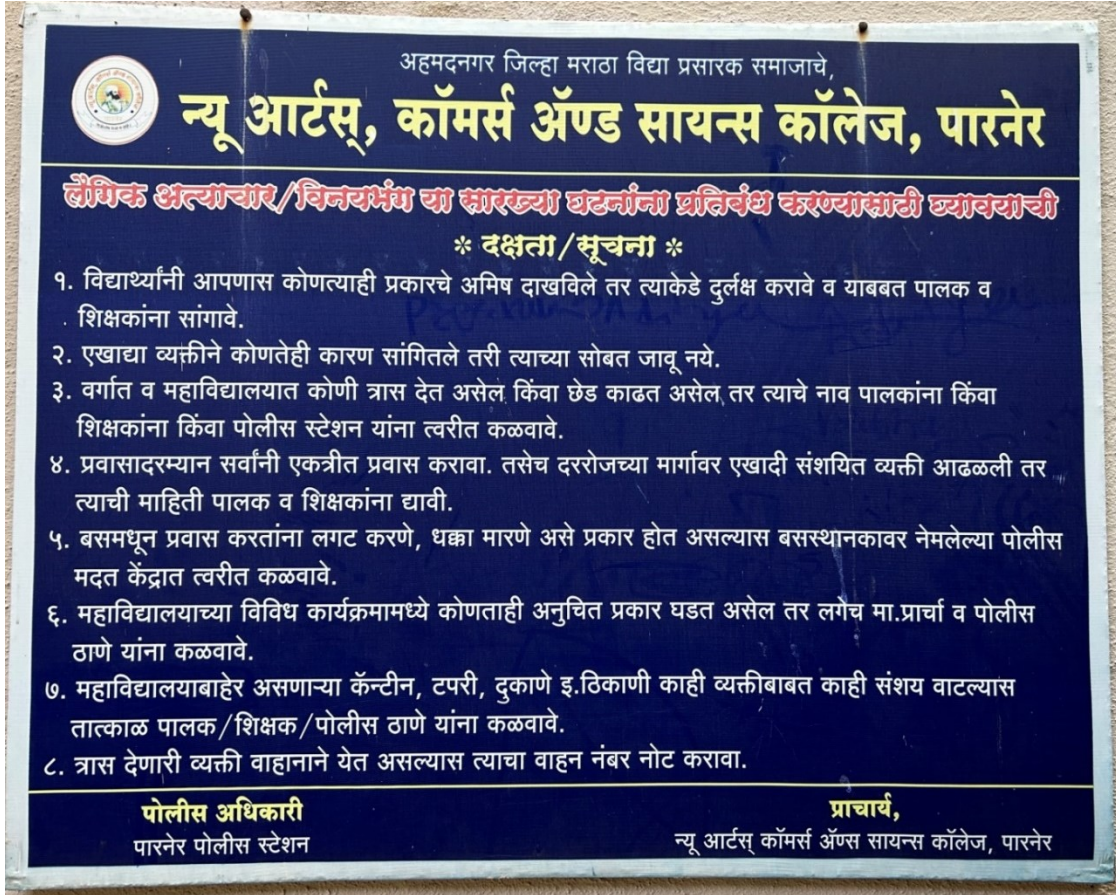 अहमदनगर जिल्हा मराठा विद्या प्रसारक समाजाचे,
न्यू आर्टस्, कॉमर्स ॲण्ड सायन्स कॉलेज, पारनेर
लैंगिक अत्याचार/विनयभंग या सारख्या घटनांना प्रतिबंध करण्यासाठी घ्यावयाची
* दक्षता/सूचना *
१. विद्यार्थ्यांनी आपणास कोणत्याही प्रकारचे अमिष दाखविले तर त्याकेडे दुर्लक्ष करावे व याबबत पालक व
शिक्षकांना सांगावे.
२. एखाद्या व्यक्तीने कोणतेही कारण सांगितले तरी त्याच्या सोबत जावू नये.
३. वर्गात व महाविद्यालयात कोणी त्रास देत असेल किंवा छेड काढत असेल तर त्याचे नाव पालकांना किंवा
शिक्षकांना किंवा पोलीस स्टेशन यांना त्वरीत कळवावे.
४. प्रवासादरम्यान सर्वांनी एकत्रीत प्रवास करावा. तसेच दररोजच्या मार्गावर एखादी संशयित व्यक्ती आढळली तर
त्याची माहिती पालक व शिक्षकांना द्यावी.
५. बसमधून प्रवास करतांना लगट करणे, धक्का मारणे असे प्रकार होत असल्यास बसस्थानकावर नेमलेल्या पोलीस
मदत केंद्रात त्वरीत कळवावे.
६. महाविद्यालयाच्या विविध कार्यक्रमामध्ये कोणताही अनुचित प्रकार घडत असेल तर लगेच मा.प्रार्चा व पोलीस
ठाणे यांना कळवावे.
७. महाविद्यालयाबाहेर असणाऱ्या कॅन्टीन, टपरी, दुकाणे इ.ठिकाणी काही व्यक्तीबाबत काही संशय वाटल्यास
तात्काळ पालक/शिक्षक/पोलीस ठाणे यांना कळवावे.
८. त्रास देणारी व्यक्ती वाहानाने येत असल्यास त्याचा वाहन नंबर नोट करावा.
पोलीस अधिकारी
पारनेर पोलीस स्टेशन
प्राचार्य,
न्यू आर्टस् कॉमर्स ॲण्स सायन्स कॉलेज, पारनेर